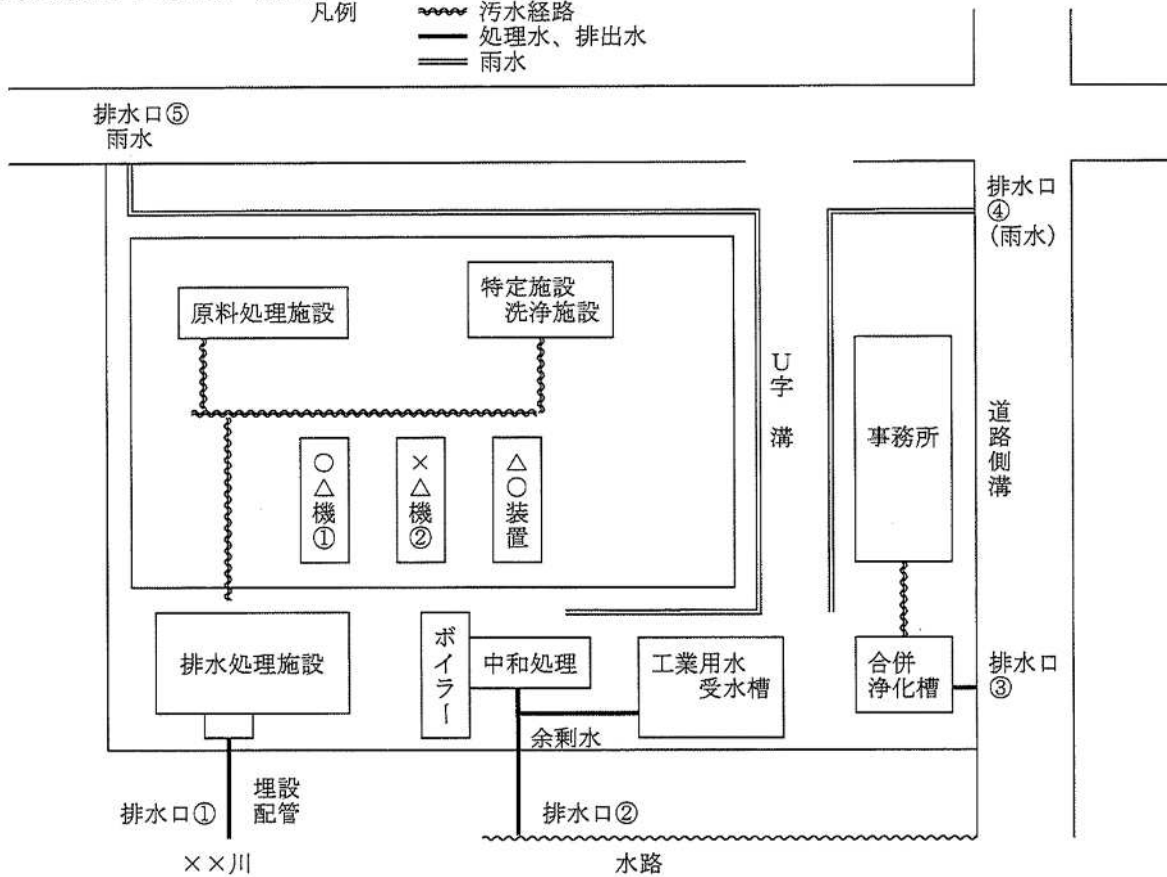 凡例
汚水経路
処理水、排出水
雨水
排水口⑤
雨水
排水口
④
(雨水)
原料処理施設
特定施設
洗浄施設
U字溝
事務所
道路側溝
○△機①
×△機②
△○装置
排水処理施設
ボイラー
中和処理
工業用水
受水槽
合併
浄化槽
排水口
③
余剰水
排水口①
埋設
配管
排水口②
××川
水路